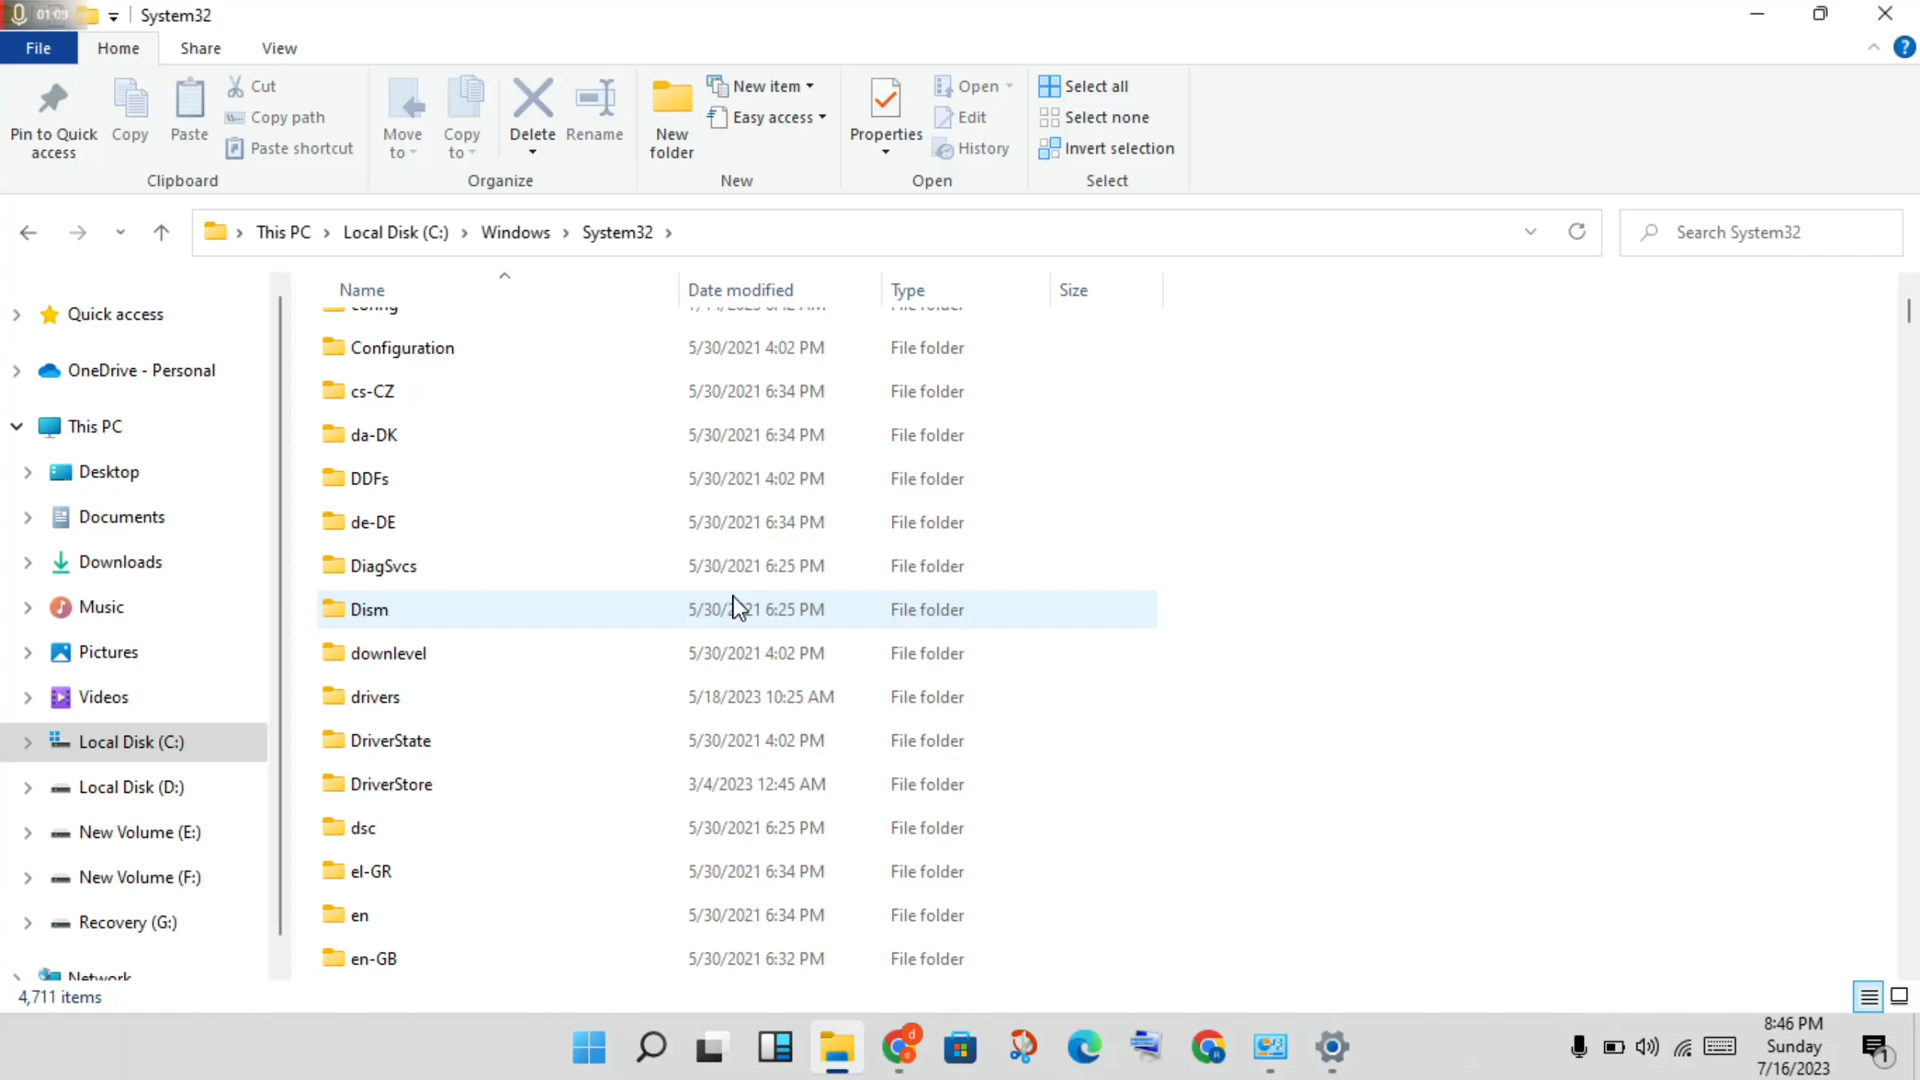 01:09
System32
File Home Share View
Pin to Quick access
Copy
Paste
Cut
Copy path
Paste shortcut
Clipboard
Move to
Copy to
Delete
Rename
Organize
New folder
New item
Easy access
New
Properties
Open
Edit
History
Open
Select all
Select none
Invert selection
Select
This PC › Local Disk (C:) › Windows › System32 ›
Search System32
Quick access
OneDrive - Personal
This PC
Desktop
Documents
Downloads
Music
Pictures
Videos
Local Disk (C:)
Local Disk (D:)
New Volume (E:)
New Volume (F:)
Recovery (G:)
Network
Name Date modified Type Size
config
Configuration 5/30/2021 4:02 PM File folder
cs-CZ 5/30/2021 6:34 PM File folder
da-DK 5/30/2021 6:34 PM File folder
DDFs 5/30/2021 4:02 PM File folder
de-DE 5/30/2021 6:34 PM File folder
DiagSvcs 5/30/2021 6:25 PM File folder
Dism 5/30/2021 6:25 PM File folder
downlevel 5/30/2021 4:02 PM File folder
drivers 5/18/2023 10:25 AM File folder
DriverState 5/30/2021 4:02 PM File folder
DriverStore 3/4/2023 12:45 AM File folder
dsc 5/30/2021 6:25 PM File folder
el-GR 5/30/2021 6:34 PM File folder
en 5/30/2021 6:34 PM File folder
en-GB 5/30/2021 6:32 PM File folder
4,711 items
8:46 PM
Sunday
7/16/2023
1